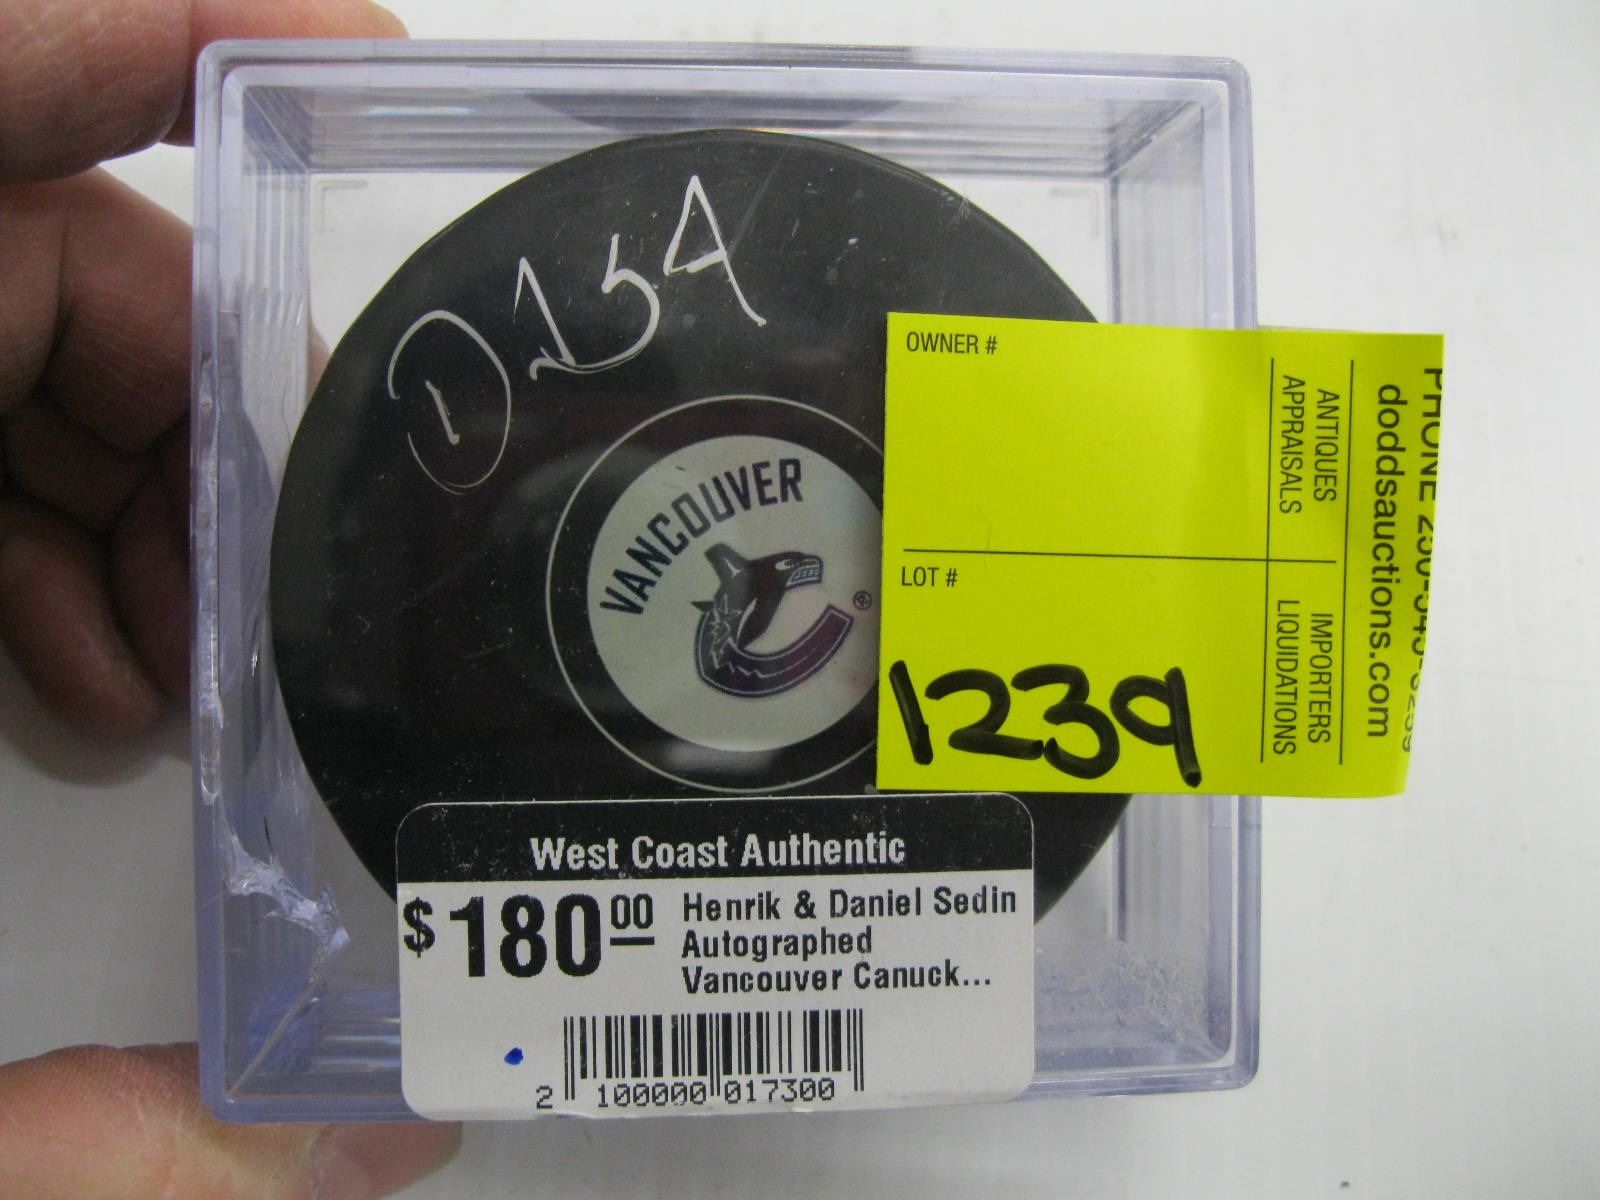 VANCOUVER
®
OWNER #
LOT #
1239
ANTIQUES
APPRAISALS
IMPORTERS
LIQUIDATIONS
doddsauctions.com
PHONE
West Coast Authentic
$180.00
Henrik & Daniel Sedin
Autographed
Vancouver Canuck...
2 100000 017300